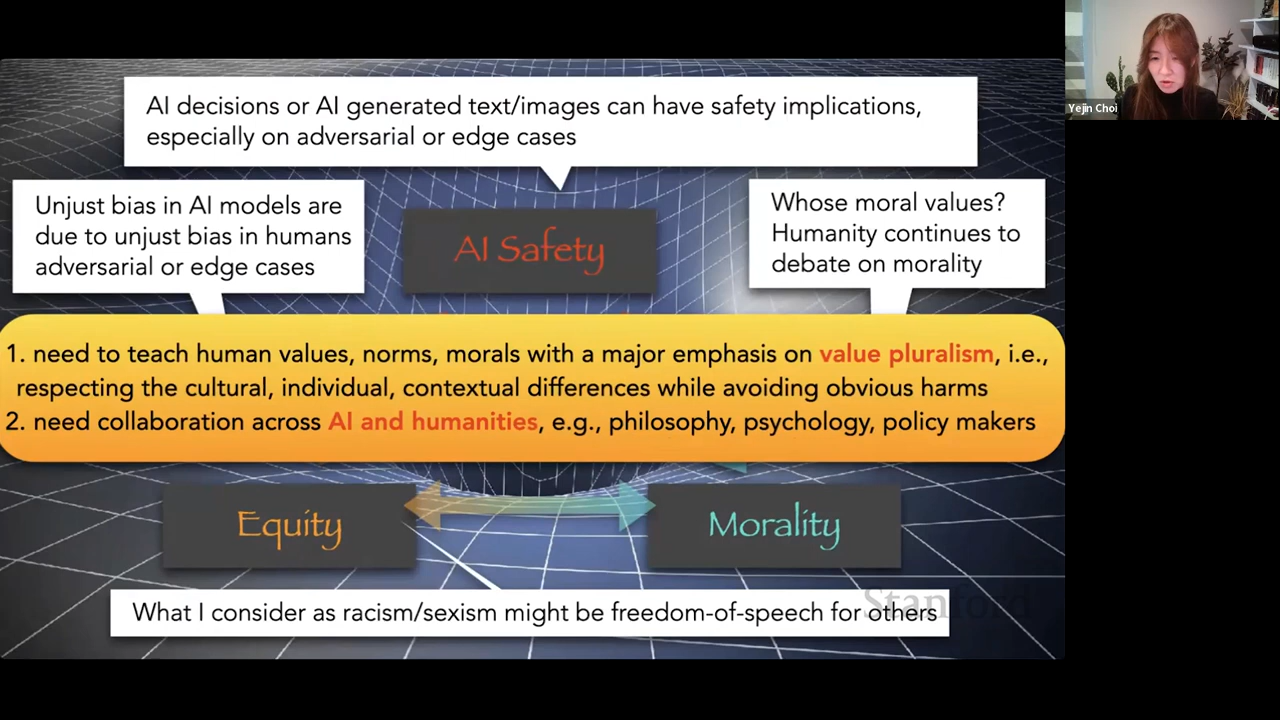 AI decisions or AI generated text/images can have safety implications,
especially on adversarial or edge cases
Yejin Choi
Unjust bias in AI models are
due to unjust bias in humans
adversarial or edge cases
AI Safety
Whose moral values?
Humanity continues to
debate on morality
1. need to teach human values, norms, morals with a major emphasis on value pluralism, i.e.,
respecting the cultural, individual, contextual differences while avoiding obvious harms
2. need collaboration across AI and humanities, e.g., philosophy, psychology, policy makers
Equity
Morality
Stanford
What I consider as racism/sexism might be freedom-of-speech for others